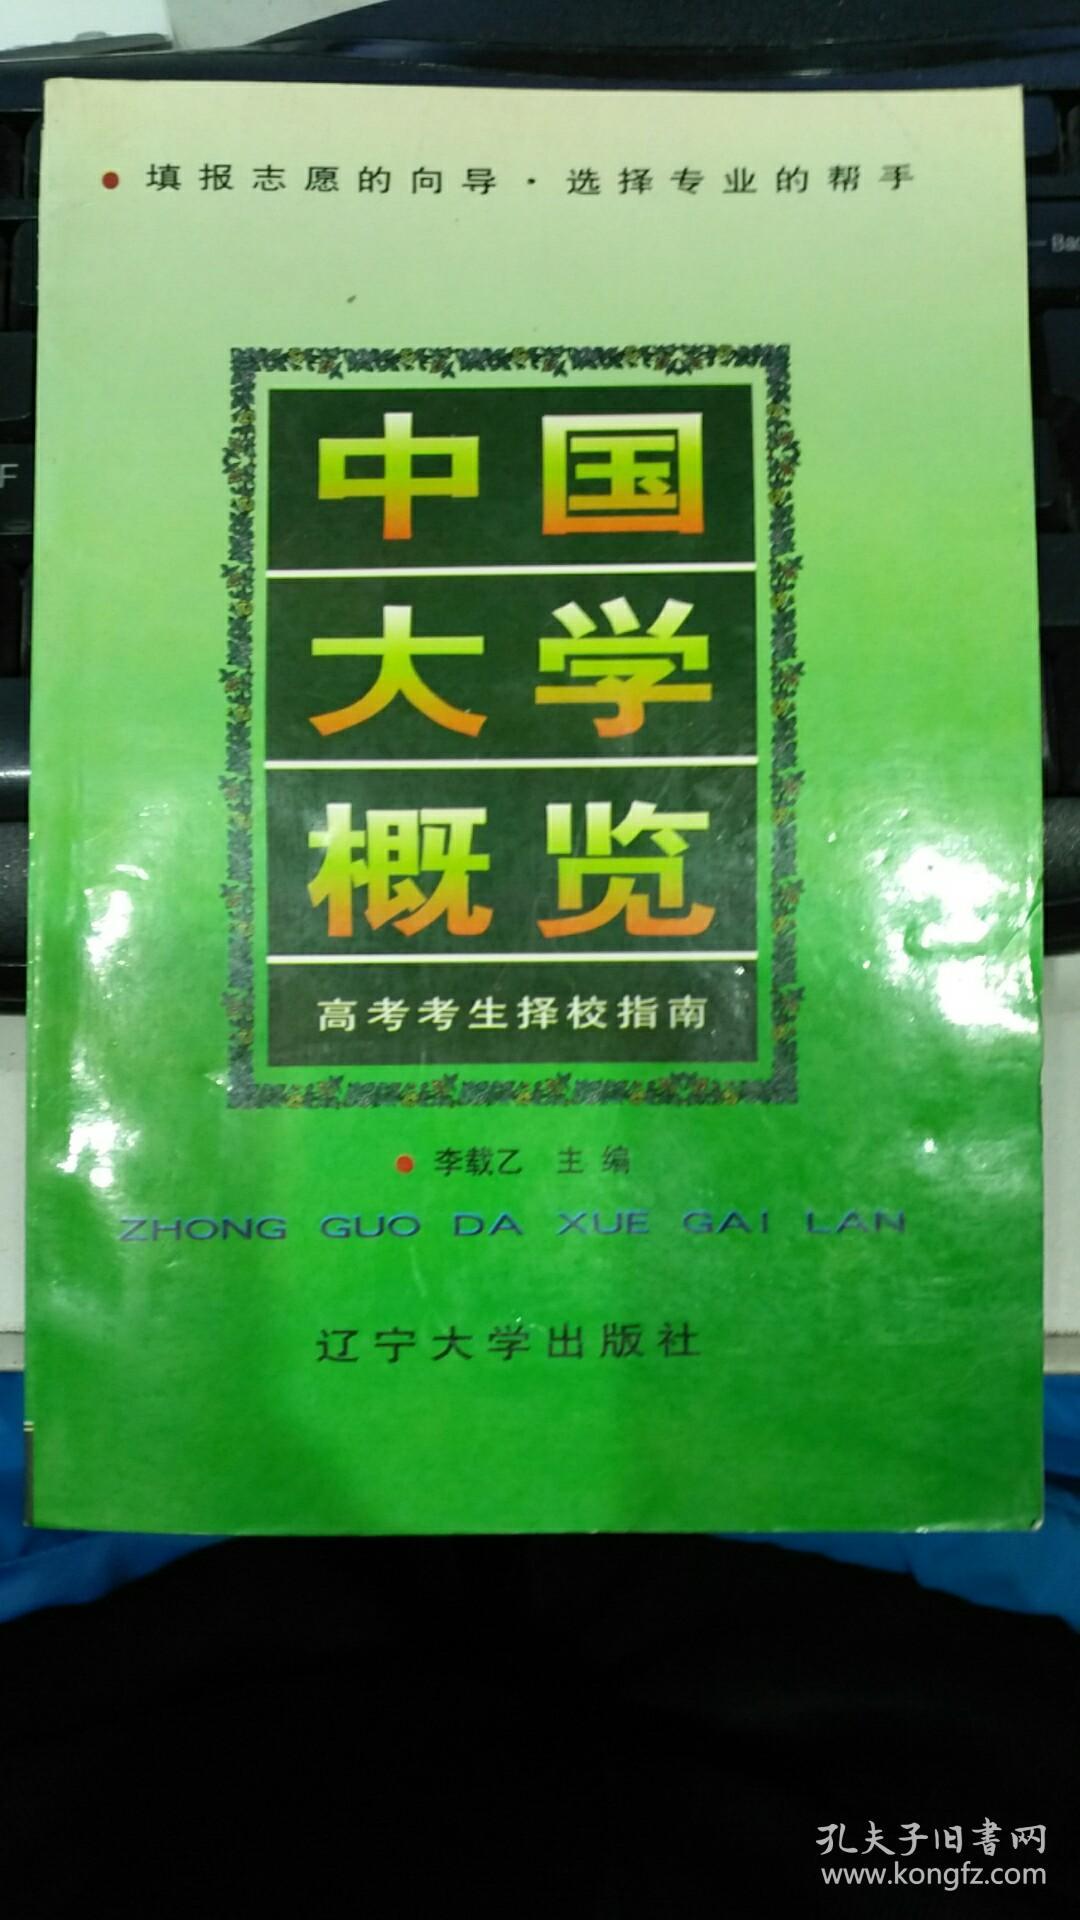 填报志愿的向导·选择专业的帮手
Bac
F
中国
大学
概览
高考考生择校指南
李载乙 主编
ZHONG GUO DA XUE GAI LAN
辽宁大学出版社
孔夫子旧书网
www.kongfz.com